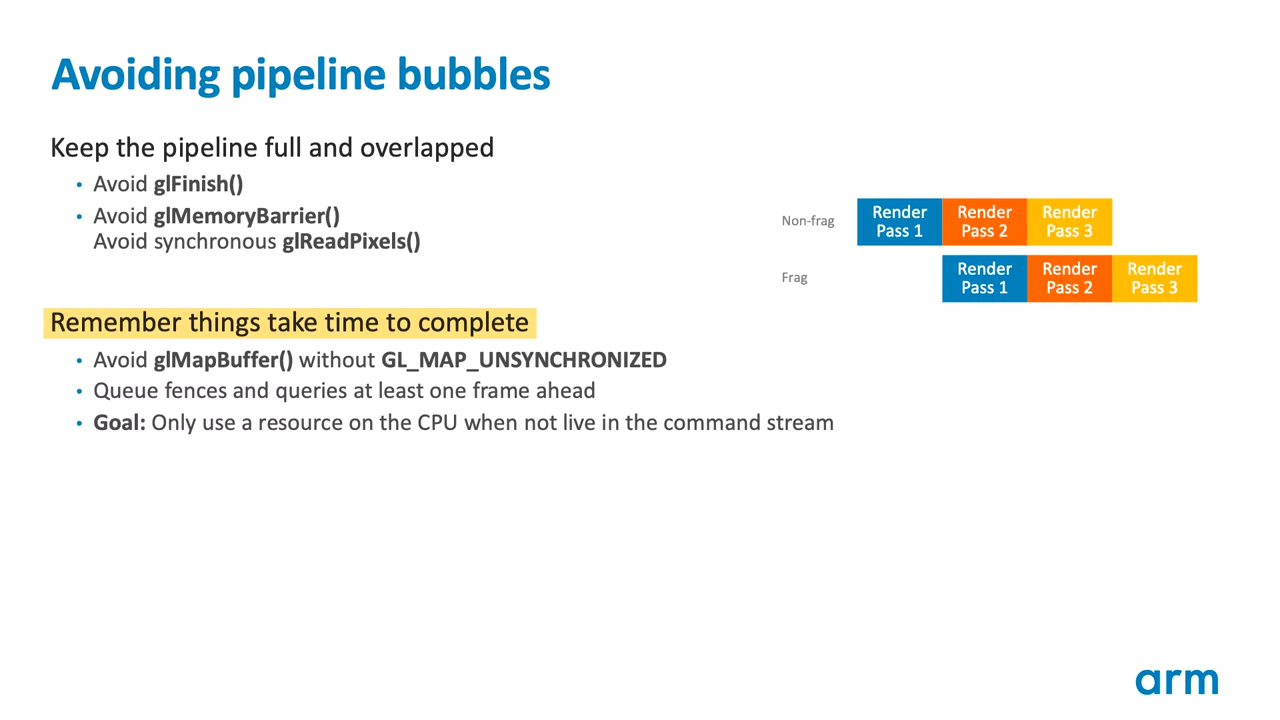 Avoiding pipeline bubbles
Keep the pipeline full and overlapped
• Avoid glFinish()
• Avoid glMemoryBarrier()
Avoid synchronous glReadPixels()
Non-frag
Render Pass 1
Render Pass 2
Render Pass 3
Frag
Render Pass 1
Render Pass 2
Render Pass 3
Remember things take time to complete
• Avoid glMapBuffer() without GL_MAP_UNSYNCHRONIZED
• Queue fences and queries at least one frame ahead
• Goal: Only use a resource on the CPU when not live in the command stream
arm